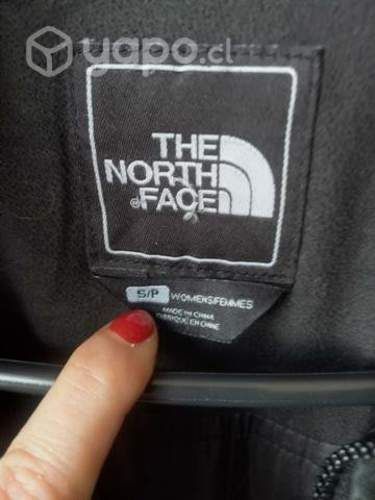 yapo.cl
THE
NORTH
FACE
®
S/P WOMENS/FEMMES
MADE IN CHINA
FABRIQUÉ EN CHINE